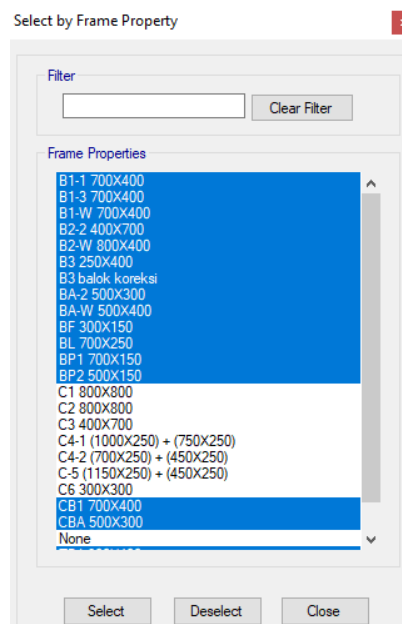 Select by Frame Property
Filter
Clear Filter
Frame Properties
B1-1 700X400
B1-3 700X400
B1-W 700X400
B2-2 400X700
B2-W 800X400
B3 250X400
B3 balok koreksi
BA-2 500X300
BA-W 500X400
BF 300X150
BL 700X250
BP1 700X150
BP2 500X150
C1 800X800
C2 800X800
C3 400X700
C4-1 (1000X250) + (750X250)
C4-2 (700X250) + (450X250)
C-5 (1150X250) + (450X250)
C6 300X300
CB1 700X400
CBA 500X300
None
Select Deselect Close